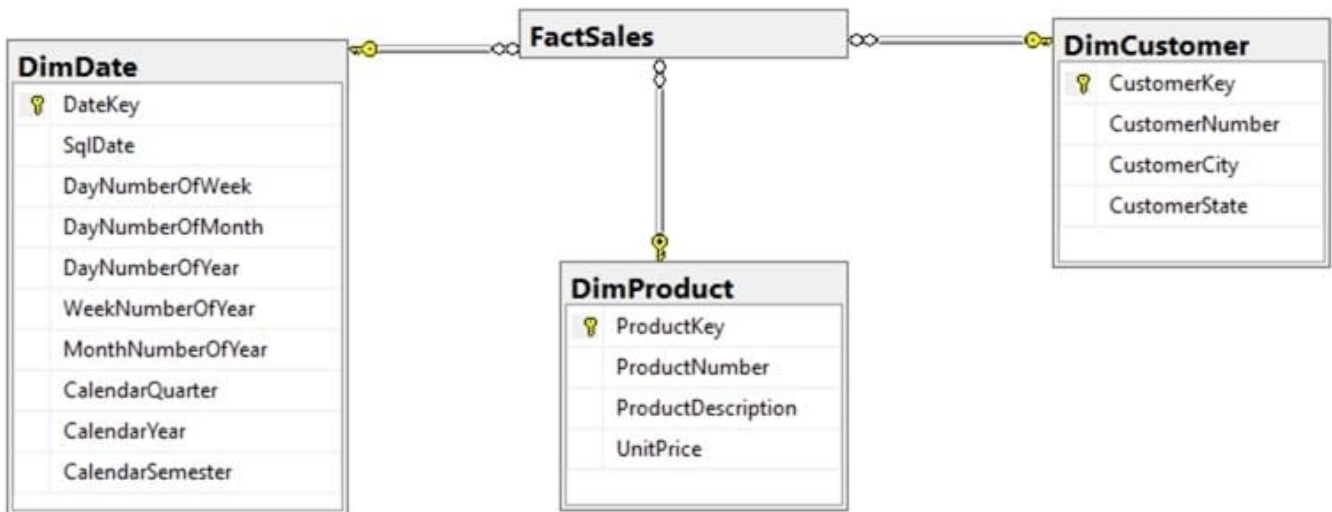 FactSales
DimDate
DateKey
SqlDate
DayNumberOfWeek
DayNumberOfMonth
DayNumberOfYear
WeekNumberOfYear
MonthNumberOfYear
CalendarQuarter
CalendarYear
CalendarSemester
DimProduct
ProductKey
ProductNumber
ProductDescription
UnitPrice
DimCustomer
CustomerKey
CustomerNumber
CustomerCity
CustomerState